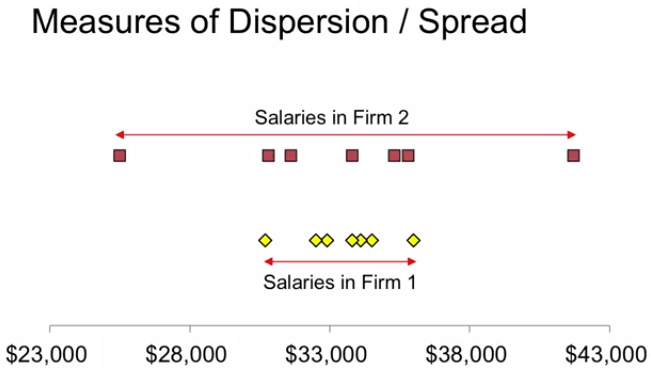 Measures of Dispersion / Spread
Salaries in Firm 2
Salaries in Firm 1
$23,000 $28,000 $33,000 $38,000 $43,000